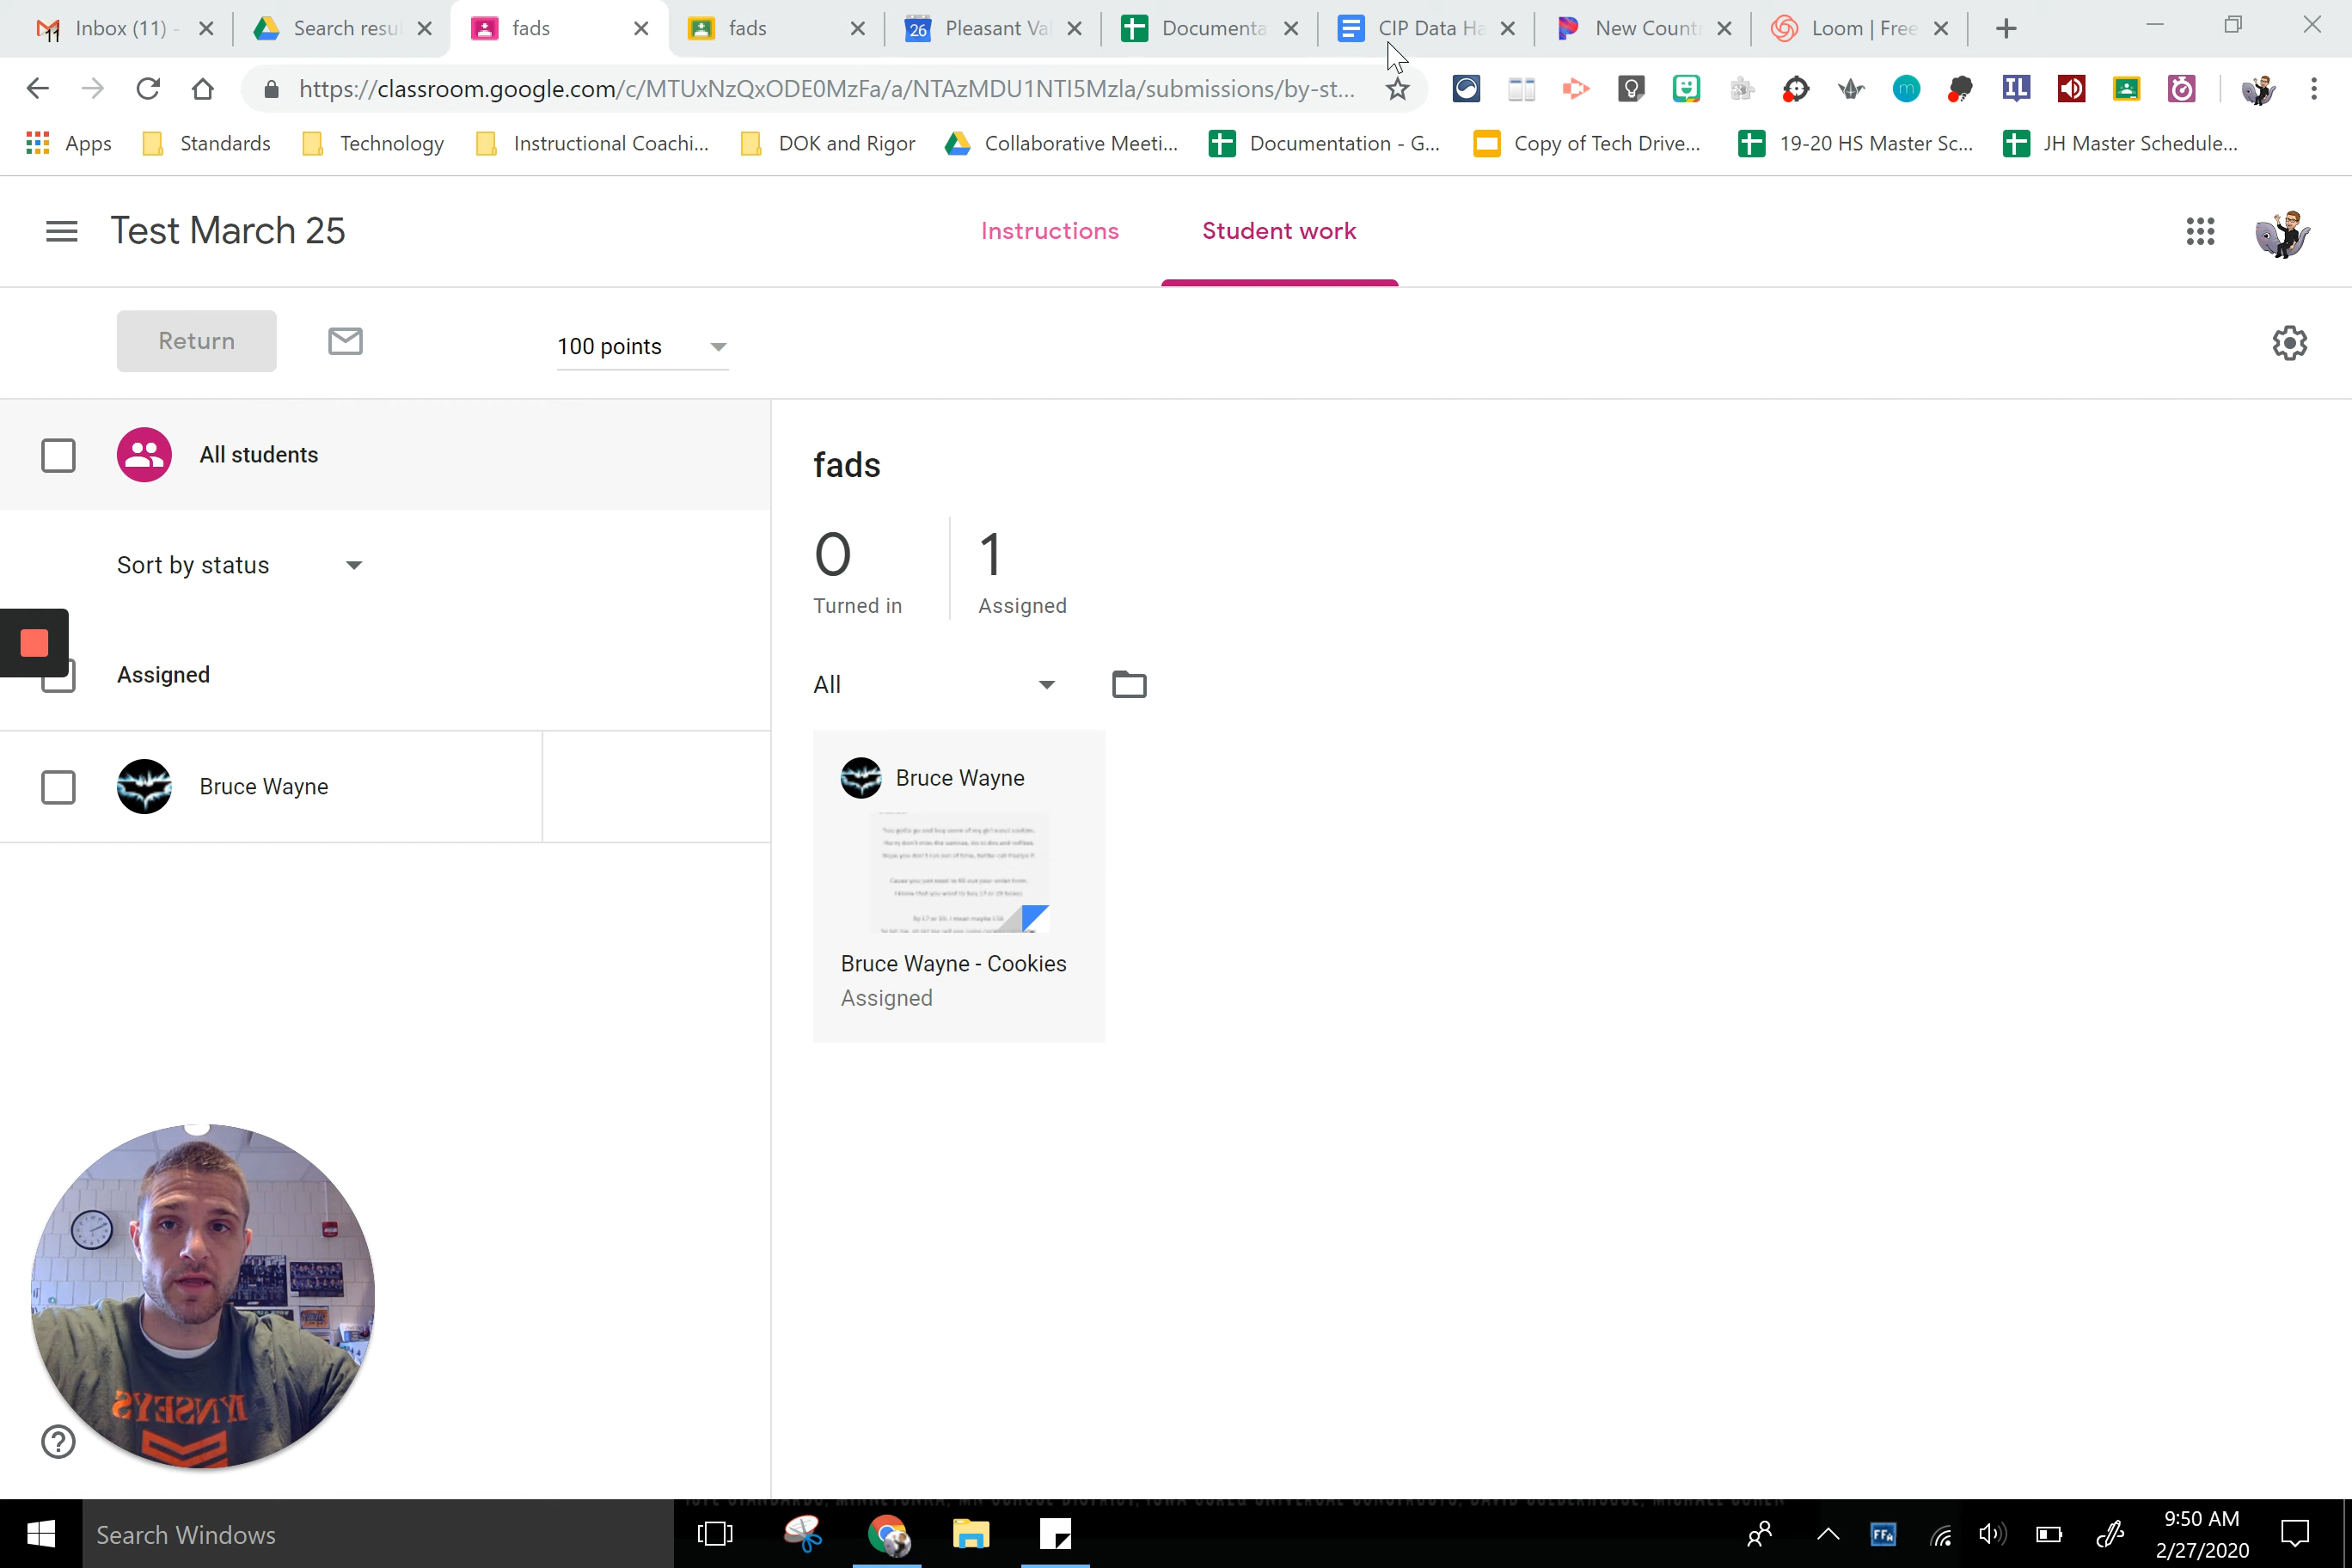 Inbox (11) -
Search resu
fads
fads
26
Pleasant Val
Documenta
CIP Data Ha
New Countr
Loom | Free
https://classroom.google.com/c/MTUxNzQxODE0MzFa/a/NTAzMDU1NTI5Mzla/submissions/by-st...
Apps
Standards
Technology
Instructional Coachi...
DOK and Rigor
Collaborative Meeti...
Documentation - G...
Copy of Tech Drive...
19-20 HS Master Sc...
JH Master Schedule...
Test March 25
Instructions
Student work
Return
100 points
All students
Sort by status
Assigned
Bruce Wayne
fads
0
Turned in
1
Assigned
All
Bruce Wayne
Bruce Wayne - Cookies
Assigned
Search Windows
9:50 AM
2/27/2020